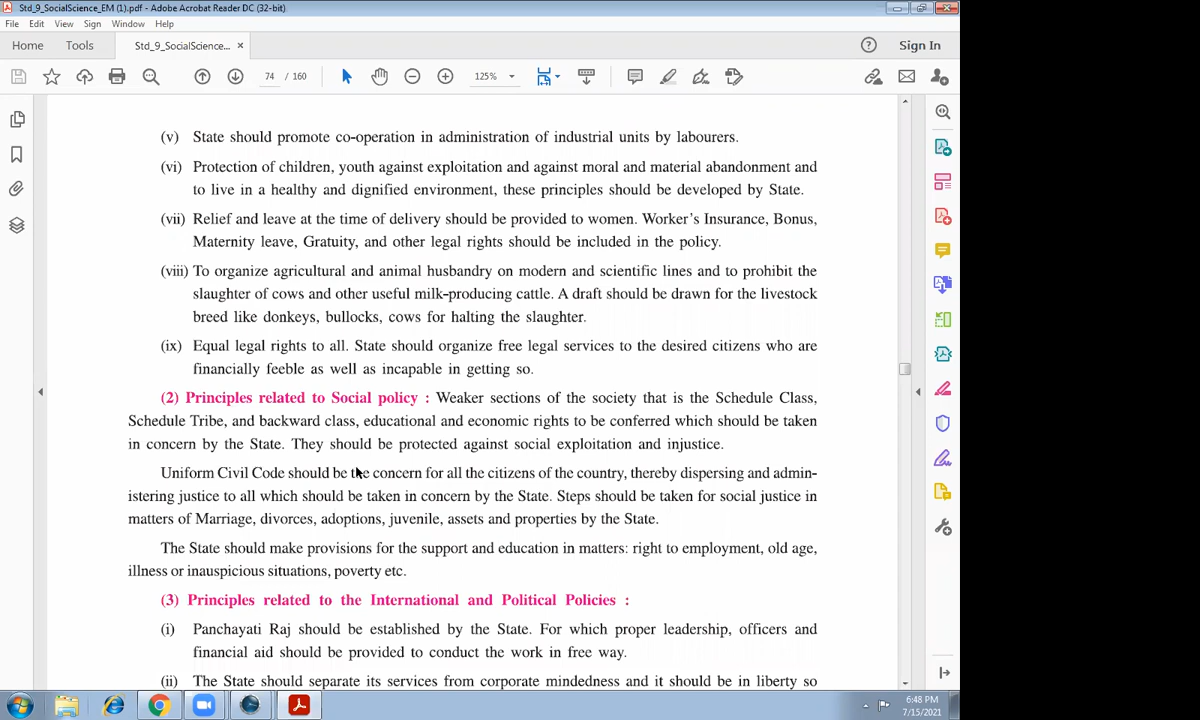 Std_9_SocialScience_EM (1).pdf - Adobe Acrobat Reader DC (32-bit)
File Edit View Sign Window Help
Home Tools Std_9_SocialScience... × Sign In
74 / 160 125%
(v) State should promote co-operation in administration of industrial units by labourers.
(vi) Protection of children, youth against exploitation and against moral and material abandonment and
to live in a healthy and dignified environment, these principles should be developed by State.
(vii) Relief and leave at the time of delivery should be provided to women. Worker's Insurance, Bonus,
Maternity leave, Gratuity, and other legal rights should be included in the policy.
(viii) To organize agricultural and animal husbandry on modern and scientific lines and to prohibit the
slaughter of cows and other useful milk-producing cattle. A draft should be drawn for the livestock
breed like donkeys, bullocks, cows for halting the slaughter.
(ix) Equal legal rights to all. State should organize free legal services to the desired citizens who are
financially feeble as well as incapable in getting so.
(2) Principles related to Social policy : Weaker sections of the society that is the Schedule Class,
Schedule Tribe, and backward class, educational and economic rights to be conferred which should be taken
in concern by the State. They should be protected against social exploitation and injustice.
Uniform Civil Code should be the concern for all the citizens of the country, thereby dispersing and admin-
istering justice to all which should be taken in concern by the State. Steps should be taken for social justice in
matters of Marriage, divorces, adoptions, juvenile, assets and properties by the State.
The State should make provisions for the support and education in matters: right to employment, old age,
illness or inauspicious situations, poverty etc.
(3) Principles related to the International and Political Policies :
(i) Panchayati Raj should be established by the State. For which proper leadership, officers and
financial aid should be provided to conduct the work in free way.
(ii) The State should separate its services from corporate mindedness and it should be in liberty so
6:48 PM
7/15/2021